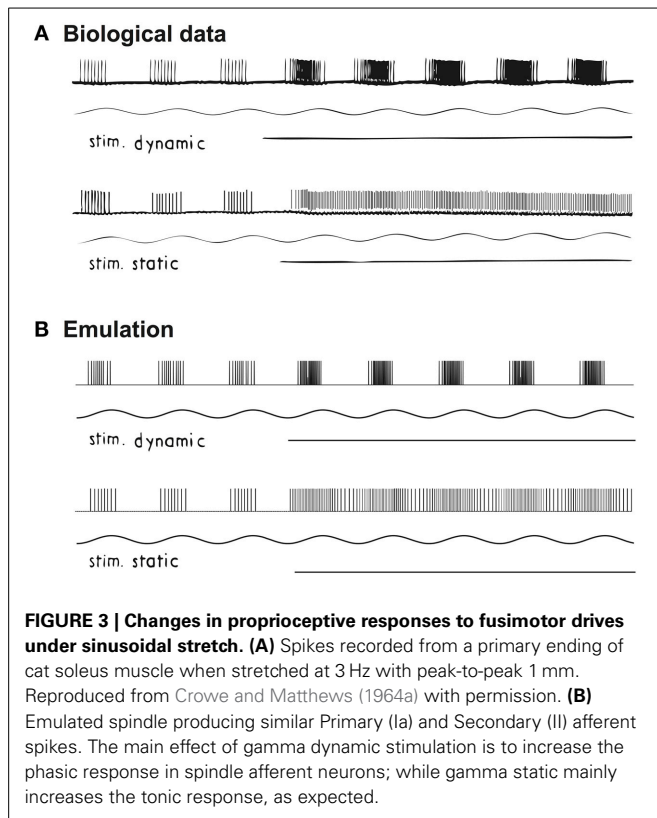 A Biological data
stim. dynamic
stim. static
B Emulation
stim. dynamic
stim. static
FIGURE 3 | Changes in proprioceptive responses to fusimotor drives
under sinusoidal stretch. (A) Spikes recorded from a primary ending of
cat soleus muscle when stretched at 3 Hz with peak-to-peak 1 mm.
Reproduced from Crowe and Matthews (1964a) with permission. (B)
Emulated spindle producing similar Primary (Ia) and Secondary (II) afferent
spikes. The main effect of gamma dynamic stimulation is to increase the
phasic response in spindle afferent neurons; while gamma static mainly
increases the tonic response, as expected.